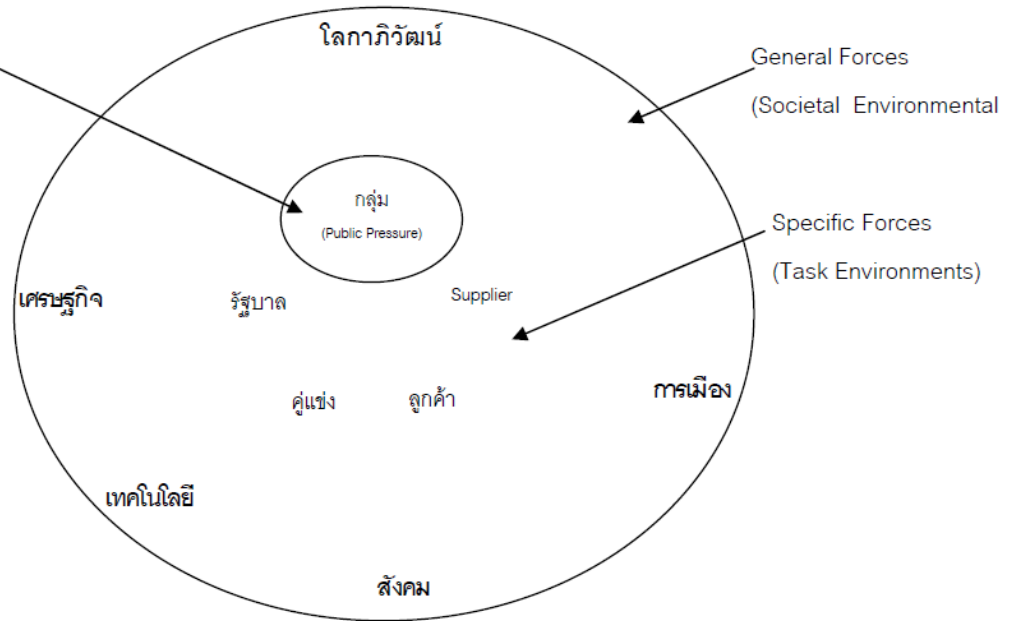 โลกาภิวัฒน์
General Forces
(Societal Environmental
กลุ่ม
(Public Pressure)
Specific Forces
(Task Environments)
เศรษฐกิจ
รัฐบาล
Supplier
การเมือง
คู่แข่ง
ลูกค้า
เทคโนโลยี
สังคม